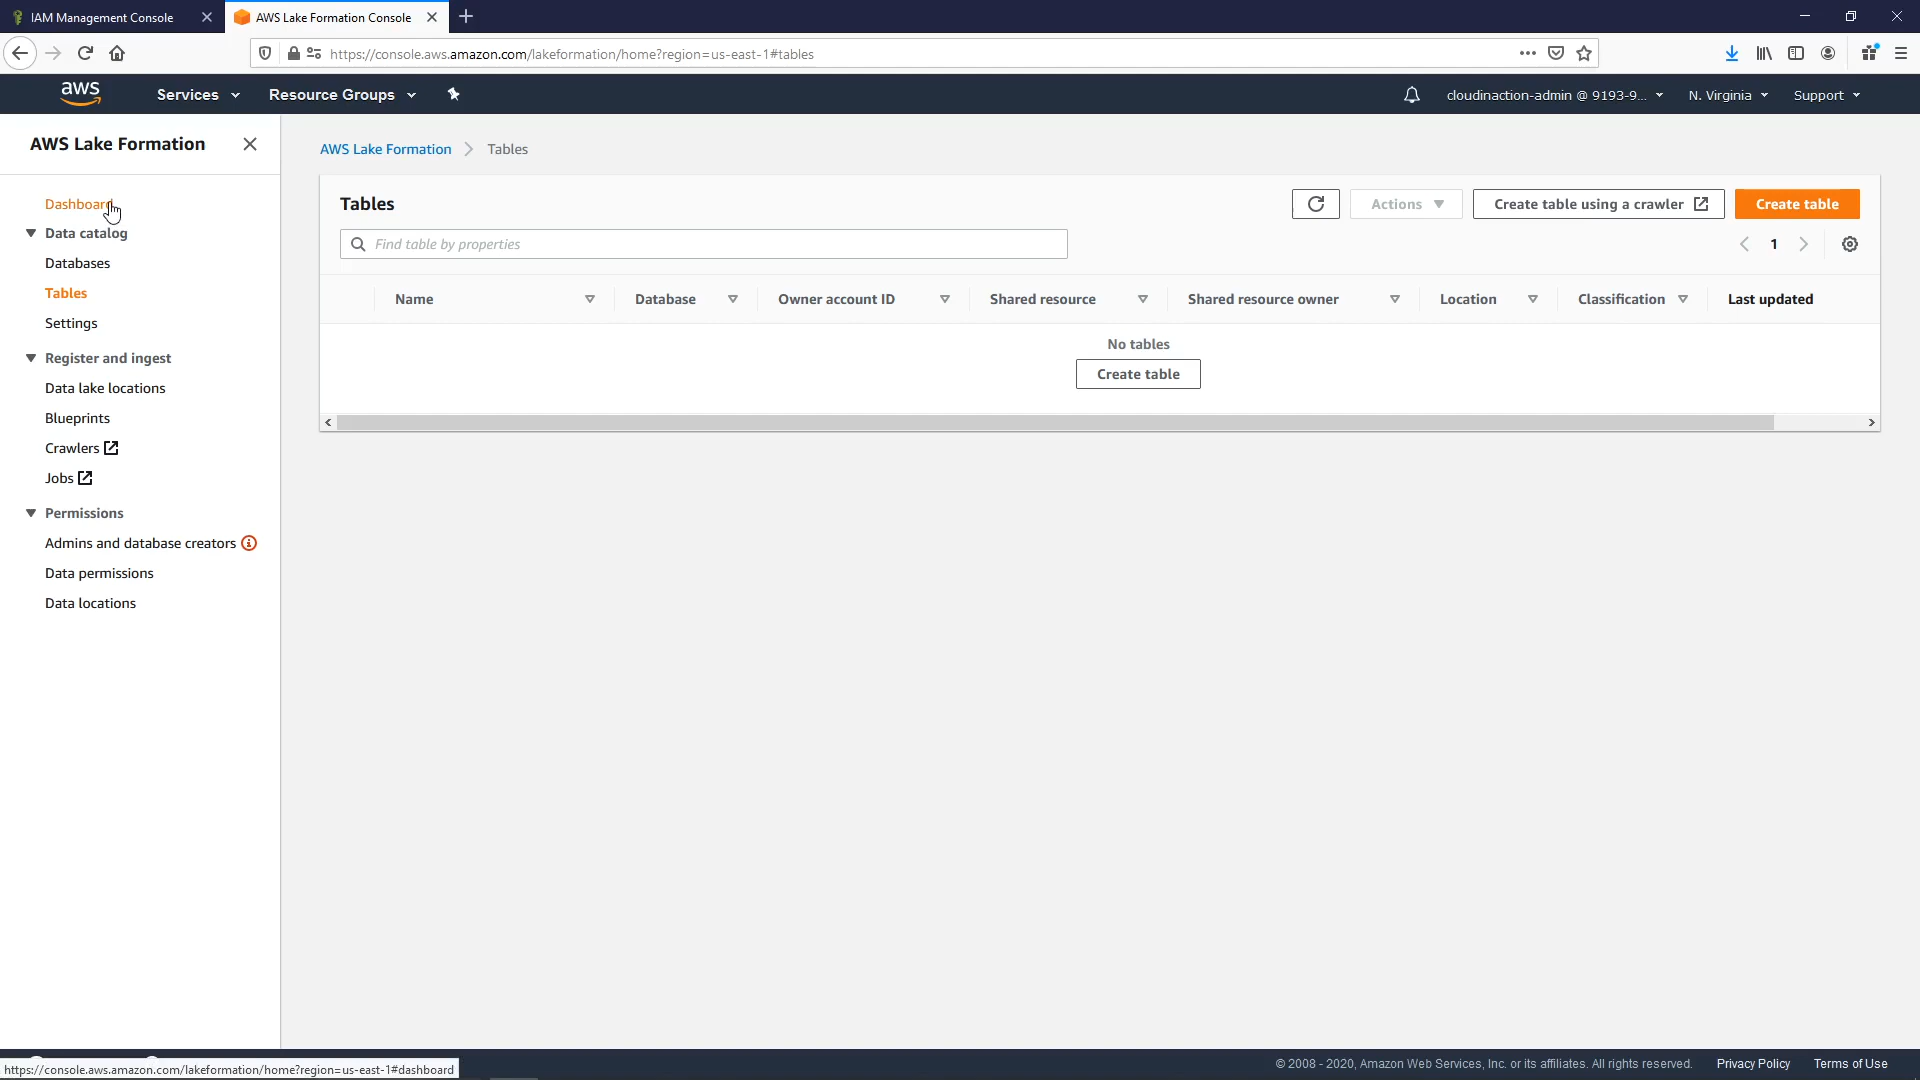 IAM Management Console
AWS Lake Formation Console
https://console.aws.amazon.com/lakeformation/home?region=us-east-1#tables
aws
Services
Resource Groups
cloudinaction-admin @ 9193-9...
N. Virginia
Support
AWS Lake Formation
Dashboard
Data catalog
Databases
Tables
Settings
Register and ingest
Data lake locations
Blueprints
Crawlers
Jobs
Permissions
Admins and database creators
Data permissions
Data locations
AWS Lake Formation > Tables
Tables
Actions
Create table using a crawler
Create table
Find table by properties
1
Name
Database
Owner account ID
Shared resource
Shared resource owner
Location
Classification
Last updated
No tables
Create table
https://console.aws.amazon.com/lakeformation/home?region=us-east-1#dashboard
© 2008 - 2020, Amazon Web Services, Inc. or its affiliates. All rights reserved.
Privacy Policy
Terms of Use